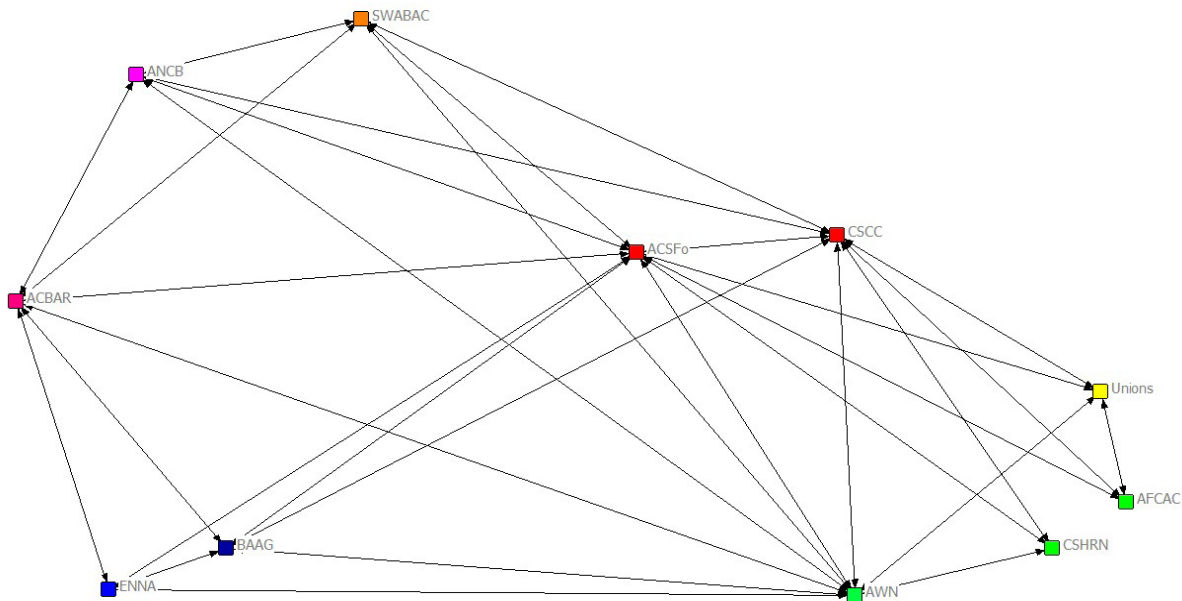 SWABAC
ANCB
CSCC
ACSFo
ACBAR
Unions
AFCAC
BAAG
CSHRN
ENNA
AWN